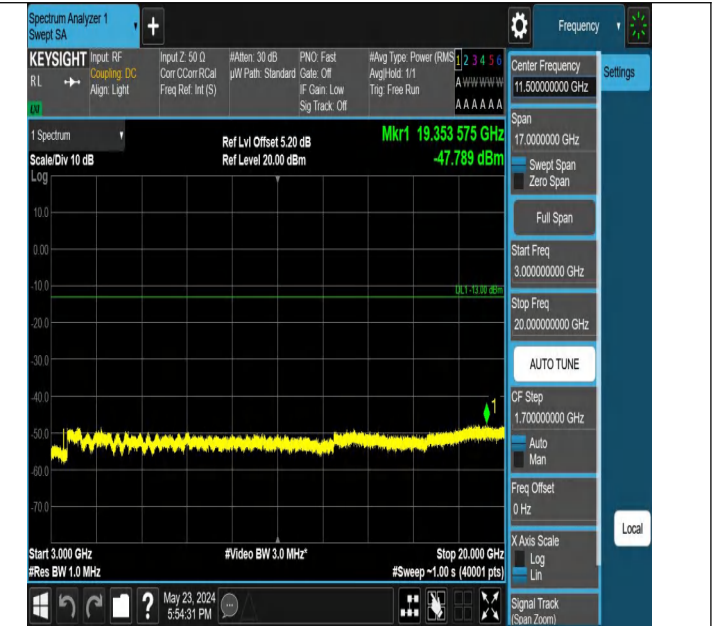 Spectrum Analyzer 1
Swept SA
Frequency
KEYSIGHT
RL
Input: RF
Coupling: DC
Align: Light
Input Z: 50 Ω
Corr CCorr RCal
Freq Ref: Int (S)
#Atten: 30 dB
µW Path: Standard
PNO: Fast
Gate: Off
IF Gain: Low
Sig Track: Off
#Avg Type: Power (RMS
Avg|Hold: 1/1
Trig: Free Run
1 2 3 4 5 6
A W W W W W
A A A A A A
LXI
1 Spectrum
Scale/Div 10 dB
Log
Ref Lvl Offset 5.20 dB
Ref Level 20.00 dBm
Mkr1 19.353 575 GHz
-47.789 dBm
10.0
0.00
-10.0
DL1 -13.00 dBm
-20.0
-30.0
-40.0
1
-50.0
-60.0
-70.0
Start 3.000 GHz
#Res BW 1.0 MHz
#Video BW 3.0 MHz*
Stop 20.000 GHz
#Sweep ~1.00 s (40001 pts)
Center Frequency
11.500000000 GHz
Settings
Span
17.0000000 GHz
Swept Span
Zero Span
Full Span
Start Freq
3.000000000 GHz
Stop Freq
20.000000000 GHz
AUTO TUNE
CF Step
1.700000000 GHz
Auto
Man
Freq Offset
0 Hz
X Axis Scale
Log
Lin
Local
Signal Track
(Span Zoom)
?
May 23, 2024
5:54:31 PM